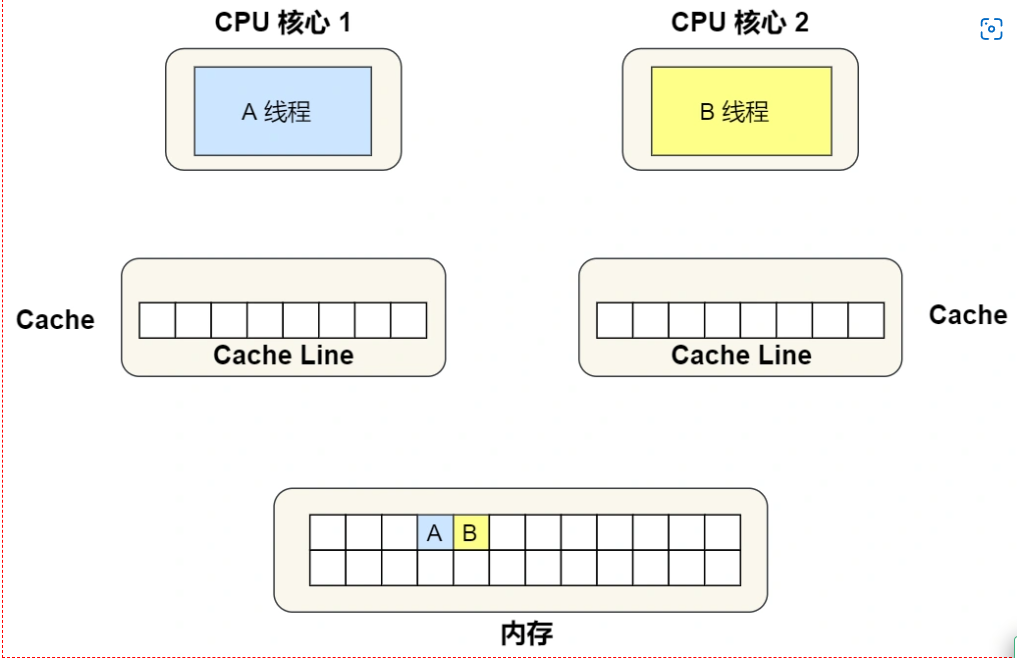 CPU 核心 1
CPU 核心 2
A 线程
B 线程
Cache
Cache Line
Cache Line
Cache
A
B
内存